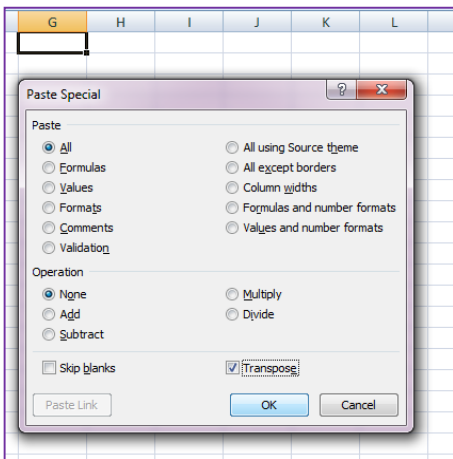 G H I J K L
Paste Special
Paste
All All using Source theme
Formulas All except borders
Values Column widths
Formats Formulas and number formats
Comments Values and number formats
Validation
Operation
None Multiply
Add Divide
Subtract
Skip blanks Transpose
Paste Link OK Cancel